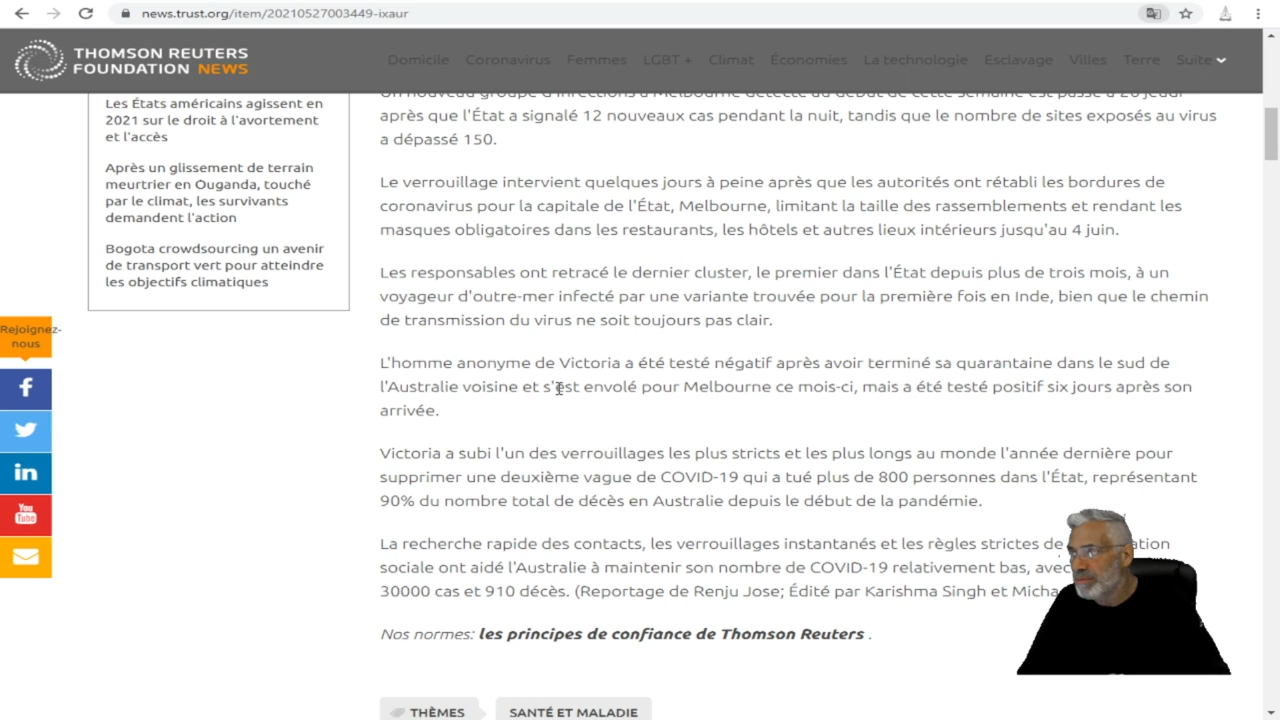 news.trust.org/item/20210527003449-ixaur
THOMSON REUTERS
FOUNDATION NEWS
Domicile Coronavirus Femmes LGBT + Climat Économies La technologie Esclavage Villes Terre Suite
Les États américains agissent en
2021 sur le droit à l'avortement
et l'accès
Après un glissement de terrain
meurtrier en Ouganda, touché
par le climat, les survivants
demandent l'action
Bogota crowdsourcing un avenir
de transport vert pour atteindre
les objectifs climatiques
Rejoignez-
nous
f
in
You
Tube
Un nouveau groupe d'infections à Melbourne détecté au début de cette semaine est passé à 26 jeudi
après que l'État a signalé 12 nouveaux cas pendant la nuit, tandis que le nombre de sites exposés au virus
a dépassé 150.
Le verrouillage intervient quelques jours à peine après que les autorités ont rétabli les bordures de
coronavirus pour la capitale de l'État, Melbourne, limitant la taille des rassemblements et rendant les
masques obligatoires dans les restaurants, les hôtels et autres lieux intérieurs jusqu'au 4 juin.
Les responsables ont retracé le dernier cluster, le premier dans l'État depuis plus de trois mois, à un
voyageur d'outre-mer infecté par une variante trouvée pour la première fois en Inde, bien que le chemin
de transmission du virus ne soit toujours pas clair.
L'homme anonyme de Victoria a été testé négatif après avoir terminé sa quarantaine dans le sud de
l'Australie voisine et s'est envolé pour Melbourne ce mois-ci, mais a été testé positif six jours après son
arrivée.
Victoria a subi l'un des verrouillages les plus stricts et les plus longs au monde l'année dernière pour
supprimer une deuxième vague de COVID-19 qui a tué plus de 800 personnes dans l'État, représentant
90% du nombre total de décès en Australie depuis le début de la pandémie.
La recherche rapide des contacts, les verrouillages instantanés et les règles strictes de ation
sociale ont aidé l'Australie à maintenir son nombre de COVID-19 relativement bas, avec
30000 cas et 910 décès. (Reportage de Renju Jose; Édité par Karishma Singh et Micha
Nos normes: les principes de confiance de Thomson Reuters .
THÈMES SANTÉ ET MALADIE